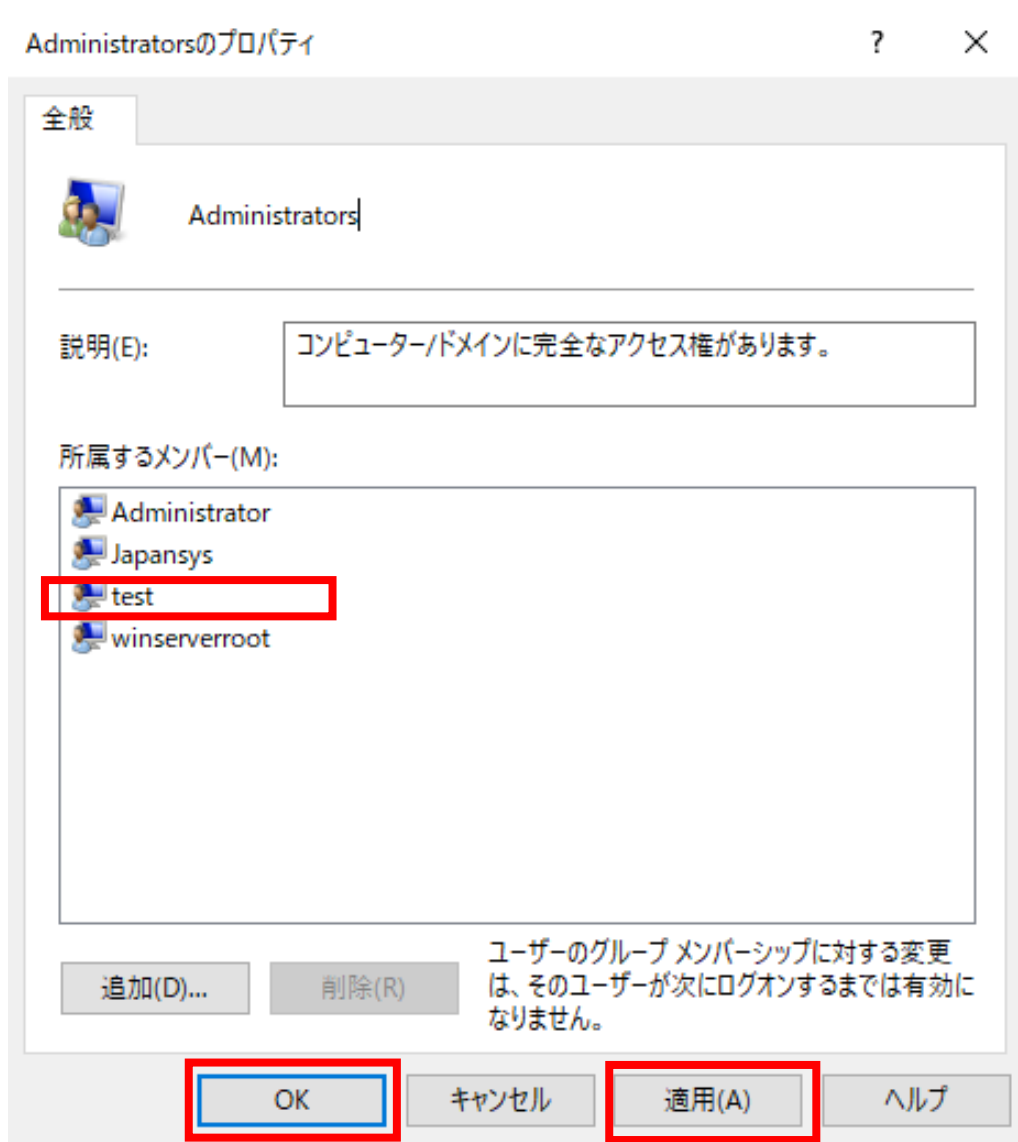 Administratorsのプロパティ
全般
Administrators
説明(E):
コンピューター/ドメインに完全なアクセス権があります。
所属するメンバー(M):
Administrator
Japansys
test
winserverroot
追加(D)...
削除(R)
ユーザーのグループ メンバーシップに対する変更
は、そのユーザーが次にログオンするまでは有効に
なりません。
OK
キャンセル
適用(A)
ヘルプ